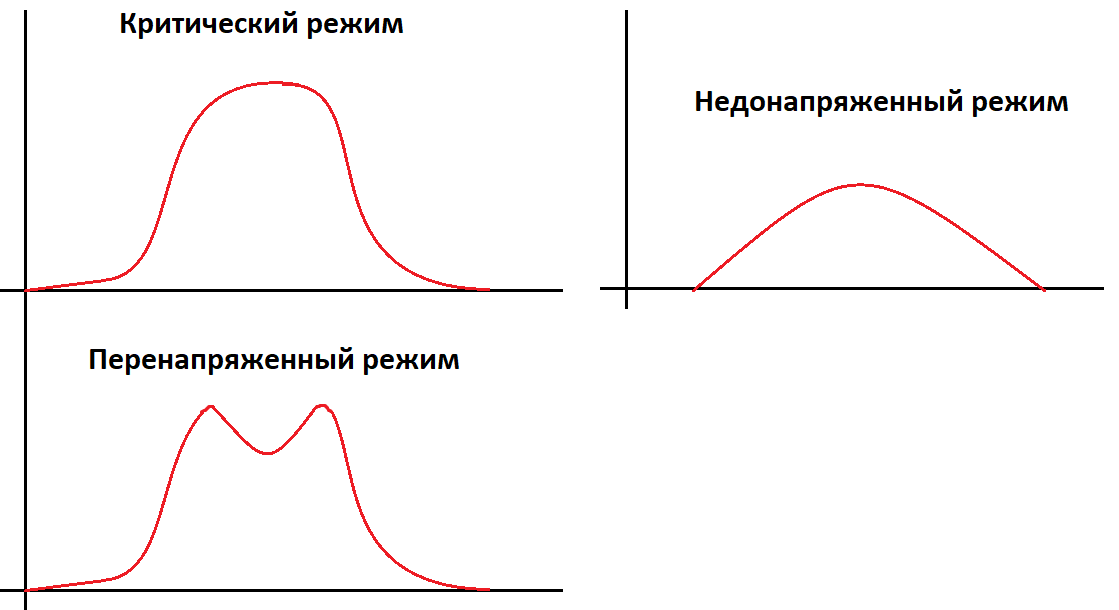 Критический режим
Недонапряженный режим
Перенапряженный режим